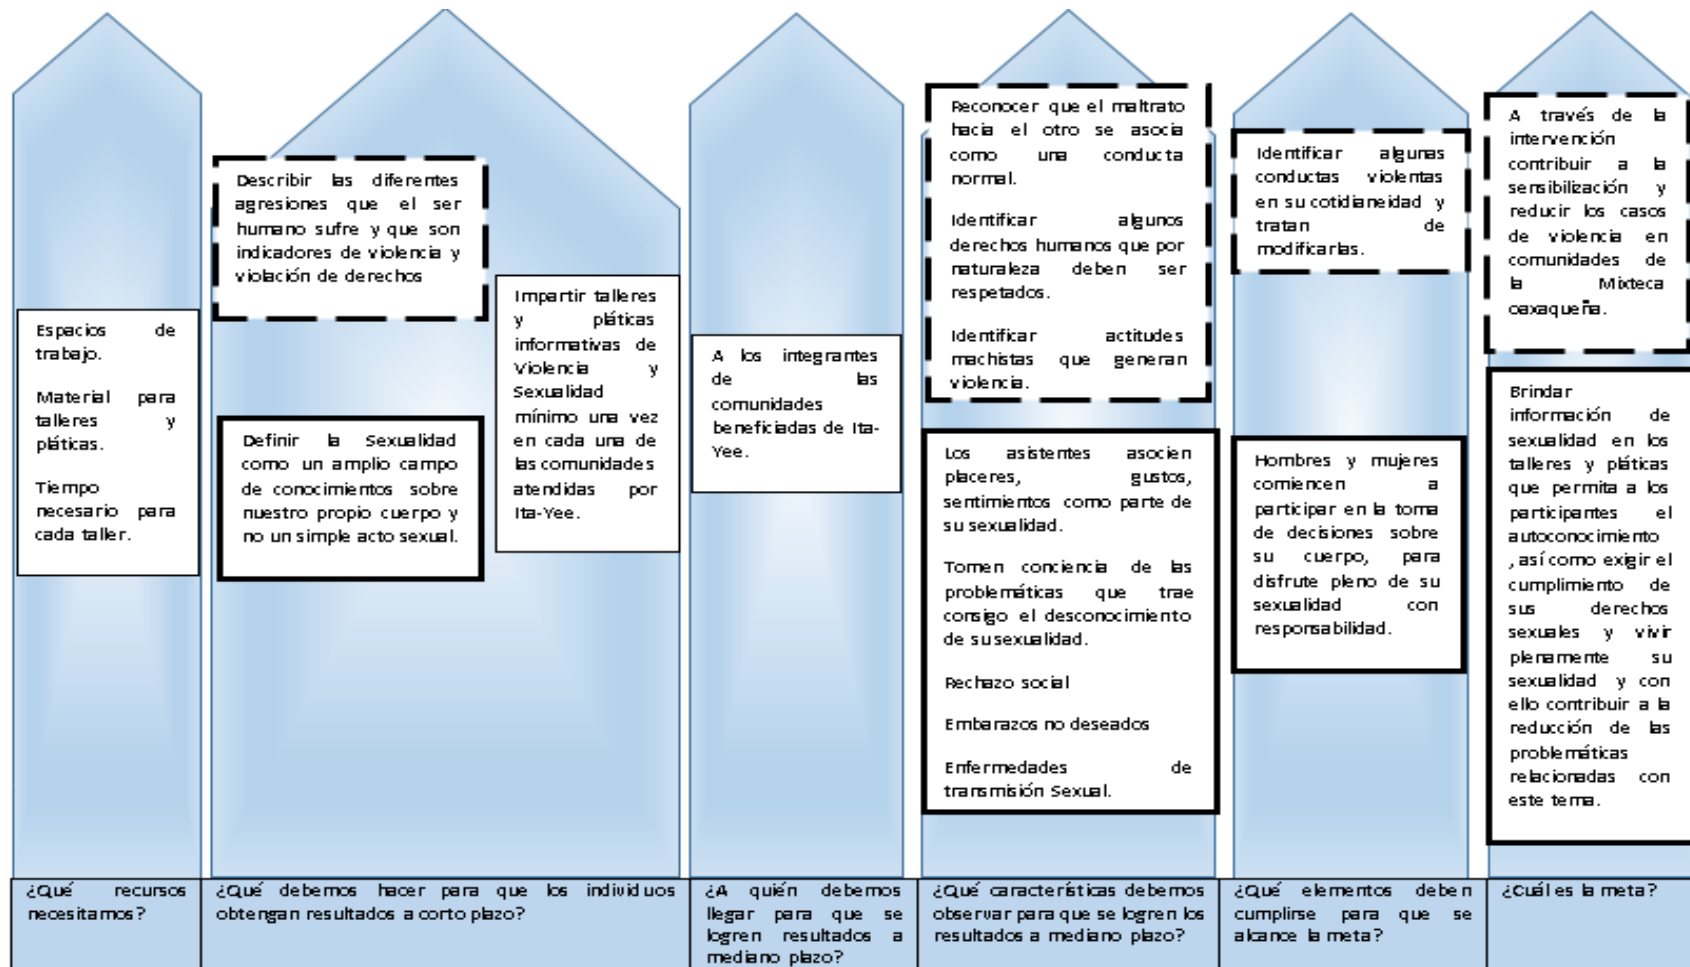 Espacios de
trabajo.
Material para
talleres y
pláticas.
Tiempo
necesario para
cada taller.
Describir las diferentes
agresiones que el ser
humano sufre y que son
indicadores de violencia y
violación de derechos
Definir la Sexualidad
como un amplio campo
de conocimientos sobre
nuestro propio cuerpo y
no un simple acto sexual.
Impartir talleres
y pláticas
informativas de
Violencia y
Sexualidad
mínimo una vez
en cada una de
las comunidades
atendidas por
Ita-Yee.
A los integrantes
de las
comunidades
beneficiadas de Ita-
Yee.
Reconocer que el maltrato
hacia el otro se asocia
como una conducta
normal.
Identificar algunos
derechos humanos que por
naturaleza deben ser
respetados.
Identificar actitudes
machistas que generan
violencia.
Los asistentes asocien
placeres, gustos,
sentimientos como parte de
su sexualidad.
Tomen conciencia de las
problemáticas que trae
consigo el desconocimiento
de su sexualidad.
Rechazo social
Embarazos no deseados
Enfermedades de
transmisión Sexual.
Identificar algunas
conductas violentas
en su cotidianeidad y
tratan de
modificarlas.
Hombres y mujeres
comiencen a
participar en la toma
de decisiones sobre
su cuerpo, para
disfrute pleno de su
sexualidad con
responsabilidad.
A través de la
intervención
contribuir a la
sensibilización y
reducir los casos
de violencia en
comunidades de
la Mixteca
oaxaqueña.
Brindar
información de
sexualidad en los
talleres y pláticas
que permita a los
participantes el
autoconocimiento
, así como exigir el
cumplimiento de
sus derechos
sexuales y vivir
plenamente su
sexualidad y con
ello contribuir a la
reducción de las
problemáticas
relacionadas con
este tema.
¿Qué recursos
necesitamos?
¿Qué debemos hacer para que los individuos
obtengan resultados a corto plazo?
¿A quién debemos
llegar para que se
logren resultados a
mediano plazo?
¿Qué características debemos
observar para que se logren los
resultados a mediano plazo?
¿Qué elementos deben
cumplirse para que se
alcance la meta?
¿Cuál es la meta?